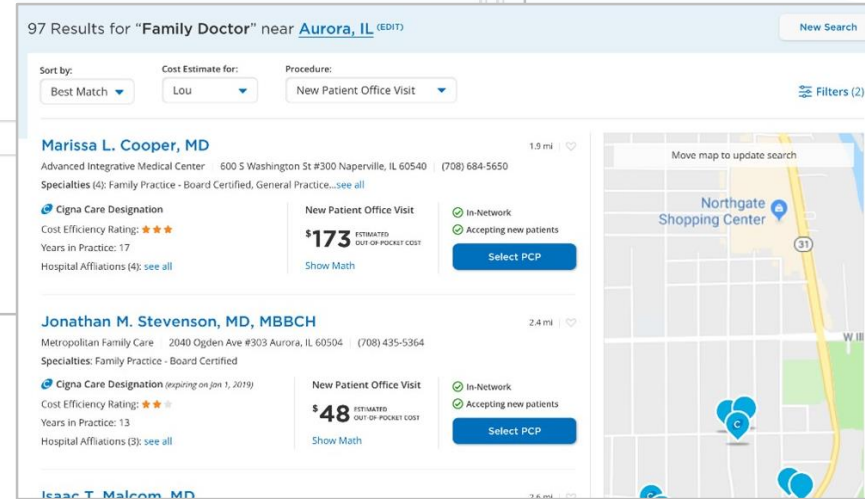 97 Results for “Family Doctor” near Aurora, IL (EDIT)
New Search
Sort by:
Cost Estimate for:
Procedure:
Best Match
Lou
New Patient Office Visit
Filters (2)
Marissa L. Cooper, MD
1.9 mi
Advanced Integrative Medical Center | 600 S Washington St #300 Naperville, IL 60540 | (708) 684-5650
Specialties (4): Family Practice - Board Certified, General Practice...see all
Cigna Care Designation
Cost Efficiency Rating:
Years in Practice: 17
Hospital Affliations (4): see all
New Patient Office Visit
$173 ESTIMATED
OUT-OF-POCKET COST
Show Math
In-Network
Accepting new patients
Select PCP
Jonathan M. Stevenson, MD, MBBCH
2.4 mi
Metropolitan Family Care | 2040 Ogden Ave #303 Aurora, IL 60504 | (708) 435-5364
Specialties: Family Practice - Board Certified
Cigna Care Designation (expiring on Jan 1, 2019)
Cost Efficiency Rating:
Years in Practice: 13
Hospital Affliations (3): see all
New Patient Office Visit
$48 ESTIMATED
OUT-OF-POCKET COST
Show Math
In-Network
Accepting new patients
Select PCP
Isaac T. Malcom, MD
2.6 mi
Move map to update search
Northgate
Shopping Center
31
W Ill
C